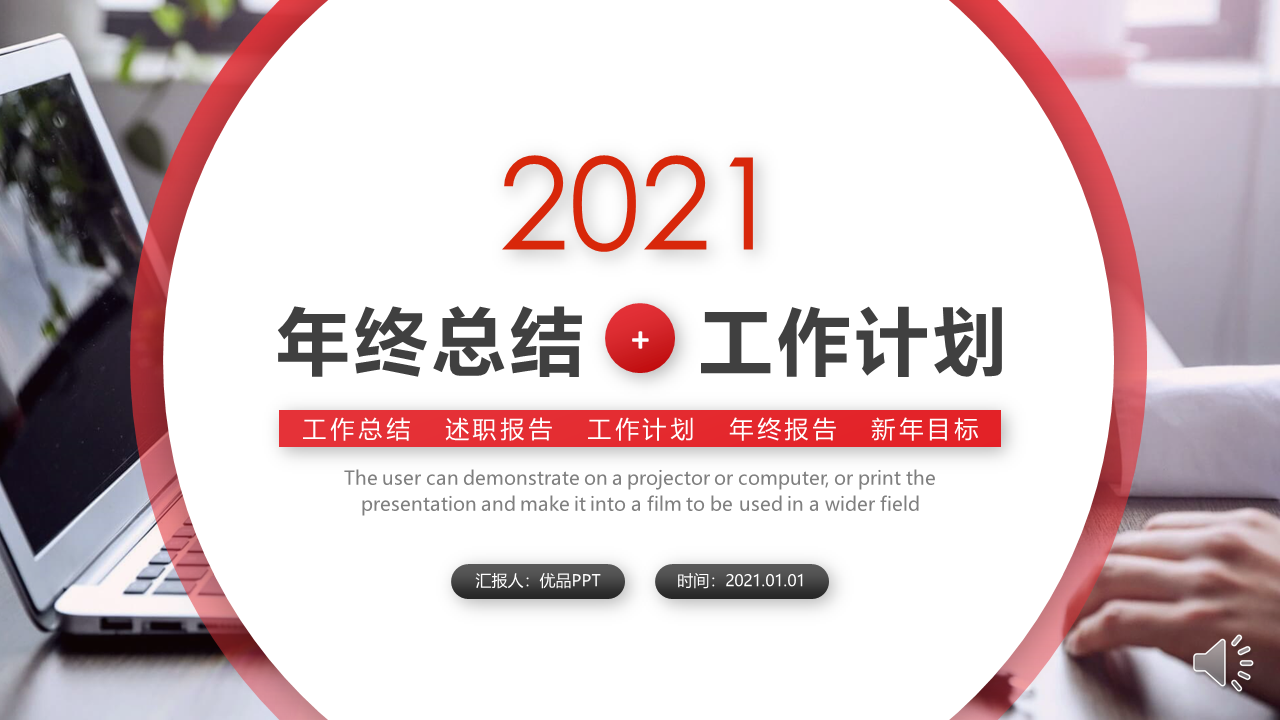 2021
年终总结 + 工作计划
工作总结 述职报告 工作计划 年终报告 新年目标
The user can demonstrate on a projector or computer, or print the
presentation and make it into a film to be used in a wider field
汇报人：优品PPT 时间：2021.01.01